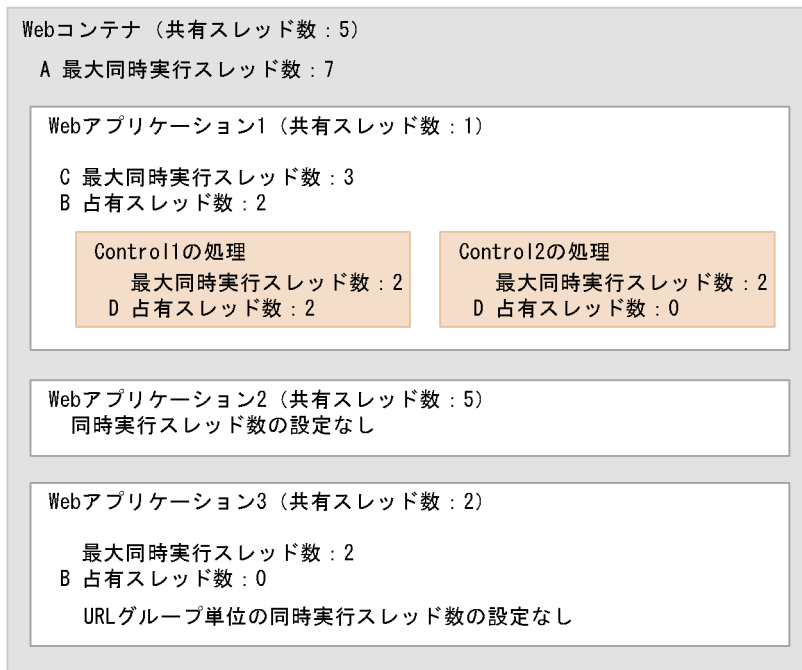 Webコンテナ（共有スレッド数：5）
A 最大同時実行スレッド数：7
Webアプリケーション1（共有スレッド数：1）
C 最大同時実行スレッド数：3
B 占有スレッド数：2
Control1の処理
最大同時実行スレッド数：2
D 占有スレッド数：2
Control2の処理
最大同時実行スレッド数：2
D 占有スレッド数：0
Webアプリケーション2（共有スレッド数：5）
同時実行スレッド数の設定なし
Webアプリケーション3（共有スレッド数：2）
最大同時実行スレッド数：2
B 占有スレッド数：0
URLグループ単位の同時実行スレッド数の設定なし